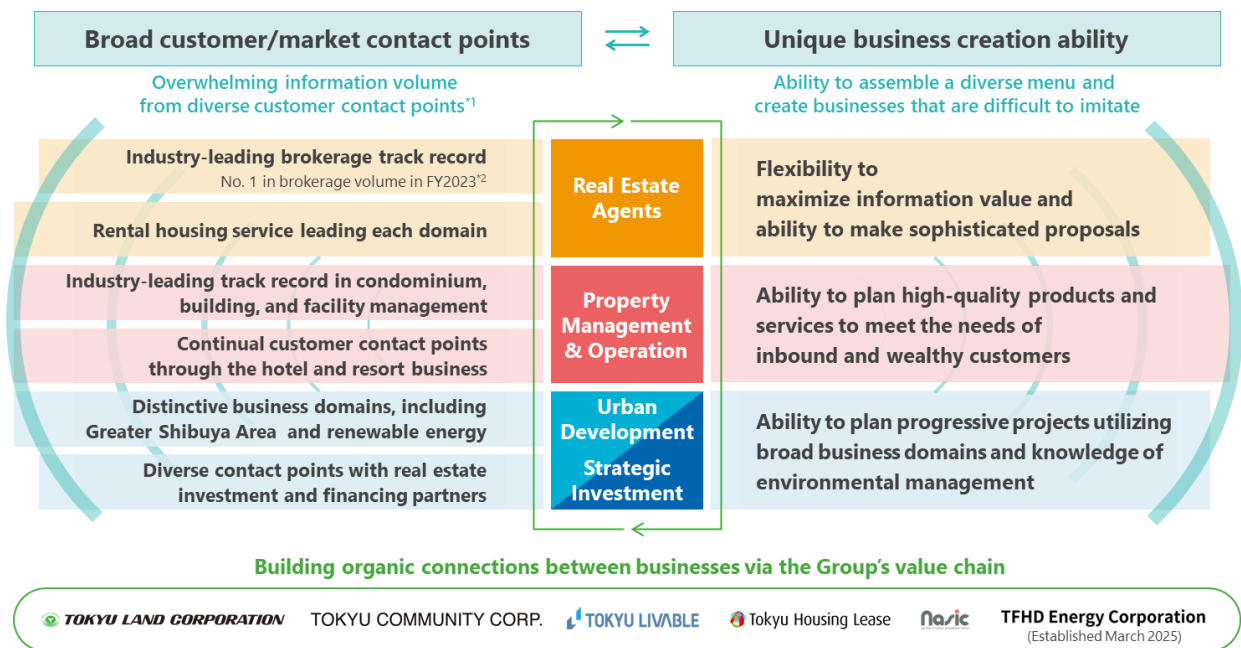 Broad customer/market contact points
Unique business creation ability
Overwhelming information volume
from diverse customer contact points*1
Ability to assemble a diverse menu and
create businesses that are difficult to imitate
Industry-leading brokerage track record
No. 1 in brokerage volume in FY2023*2
Rental housing service leading each domain
Real Estate
Agents
Flexibility to
maximize information value and
ability to make sophisticated proposals
Industry-leading track record in condominium,
building, and facility management
Continual customer contact points
through the hotel and resort business
Property
Management
& Operation
Ability to plan high-quality products and
services to meet the needs of
inbound and wealthy customers
Distinctive business domains, including
Greater Shibuya Area and renewable energy
Diverse contact points with real estate
investment and financing partners
Urban
Development
Strategic
Investment
Ability to plan progressive projects utilizing
broad business domains and knowledge of
environmental management
Building organic connections between businesses via the Group's value chain
TOKYU LAND CORPORATION
TOKYU COMMUNITY CORP.
TOKYU LIVABLE
Tokyu Housing Lease
nasic
TFHD Energy Corporation
(Established March 2025)